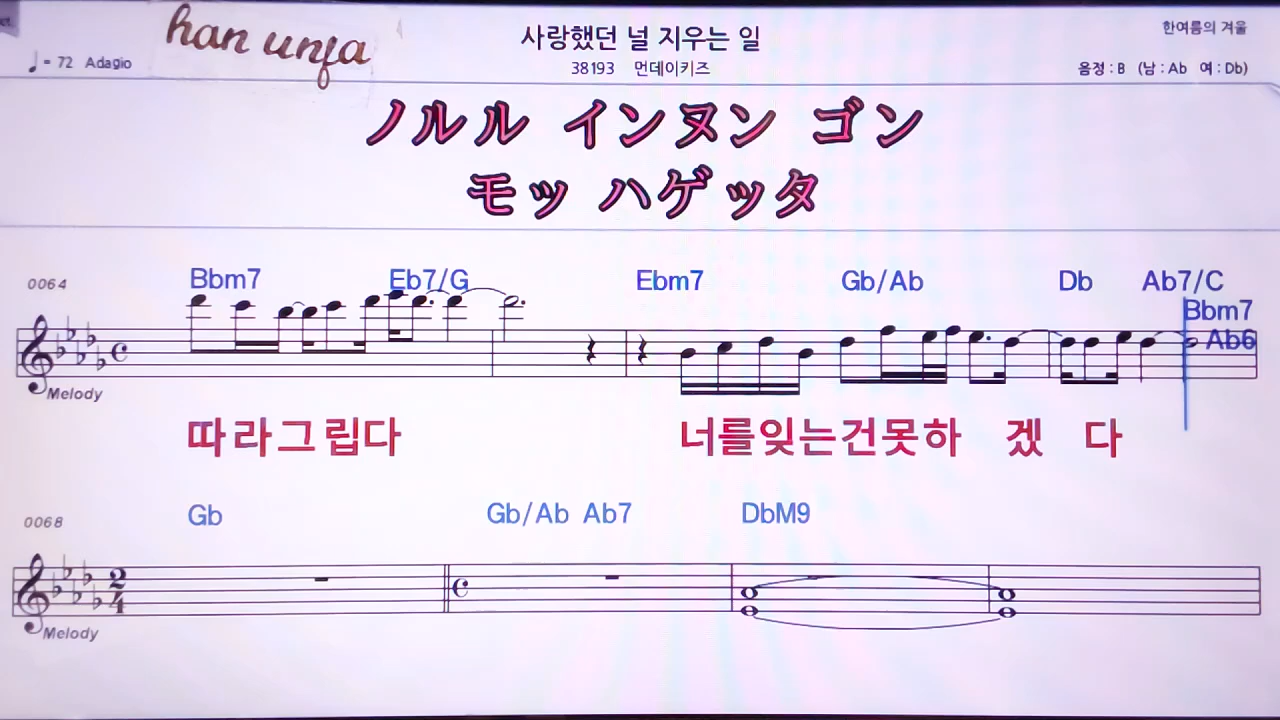 han unfa
사랑했던 널 지우는 일
한여름의 겨울
♩= 72 Adagio
38193 먼데이키즈
음정 : B (남 : Ab 여 : Db)
ノルル インヌン ゴン
モッ ハゲッタ
0064
Bbm7 Eb7/G Ebm7 Gb/Ab Db Ab7/C
Bbm7
Ab6
Melody
따라그립다 너를잊는건못하 겠 다
0068
Gb Gb/Ab Ab7 DbM9
2
4
Melody